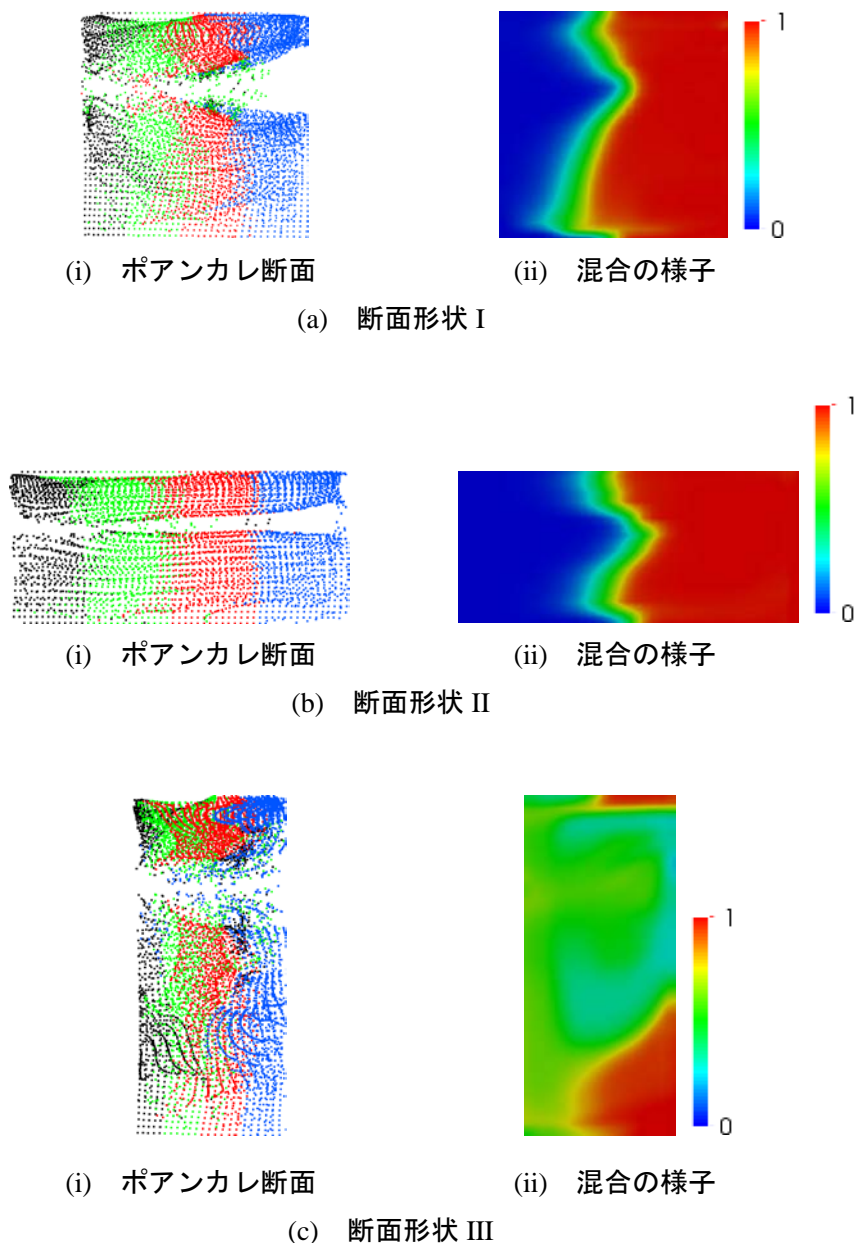 1
0
(i) ポアンカレ断面
(ii) 混合の様子
(a) 断面形状 I
1
0
(i) ポアンカレ断面
(ii) 混合の様子
(b) 断面形状 II
1
0
(i) ポアンカレ断面
(ii) 混合の様子
(c) 断面形状 III